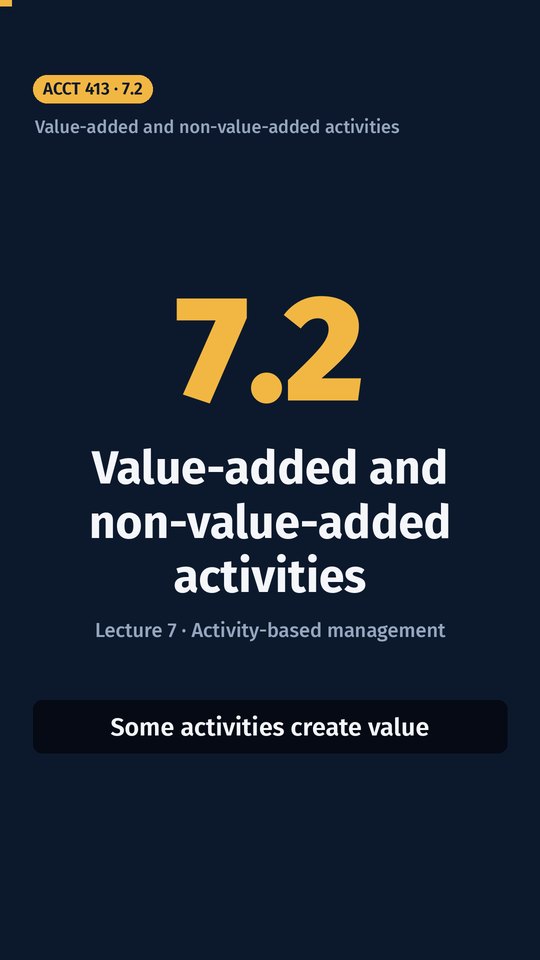 ACCT 413 · 7.2
Value-added and non-value-added activities
7.2
Value-added and
non-value-added
activities
Lecture 7 · Activity-based management
Some activities create value